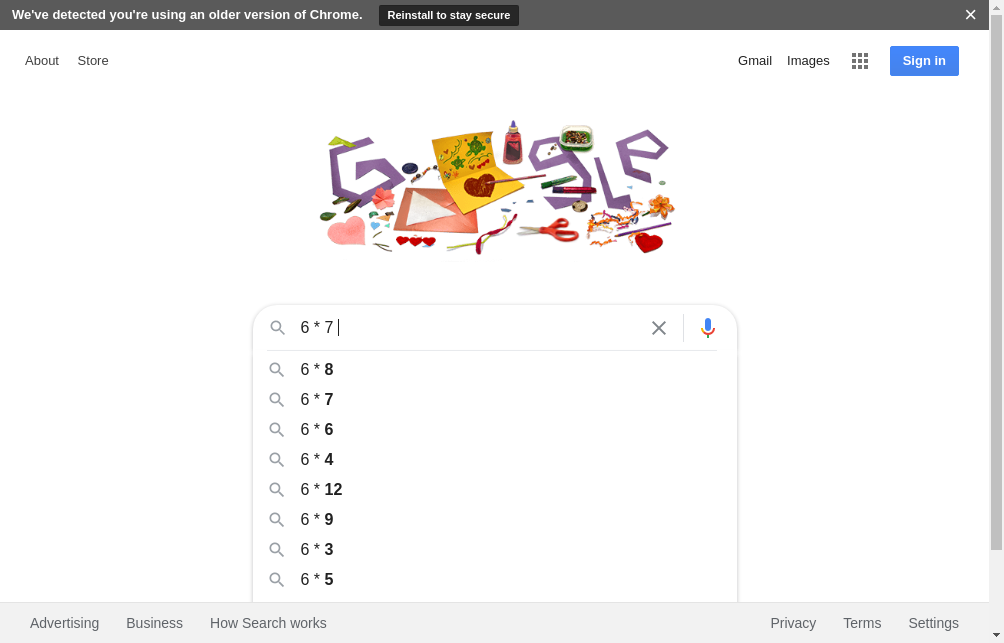 We've detected you're using an older version of Chrome. Reinstall to stay secure
About Store Gmail Images Sign in
Google
6 * 7
6 * 8
6 * 7
6 * 6
6 * 4
6 * 12
6 * 9
6 * 3
6 * 5
Advertising Business How Search works Privacy Terms Settings